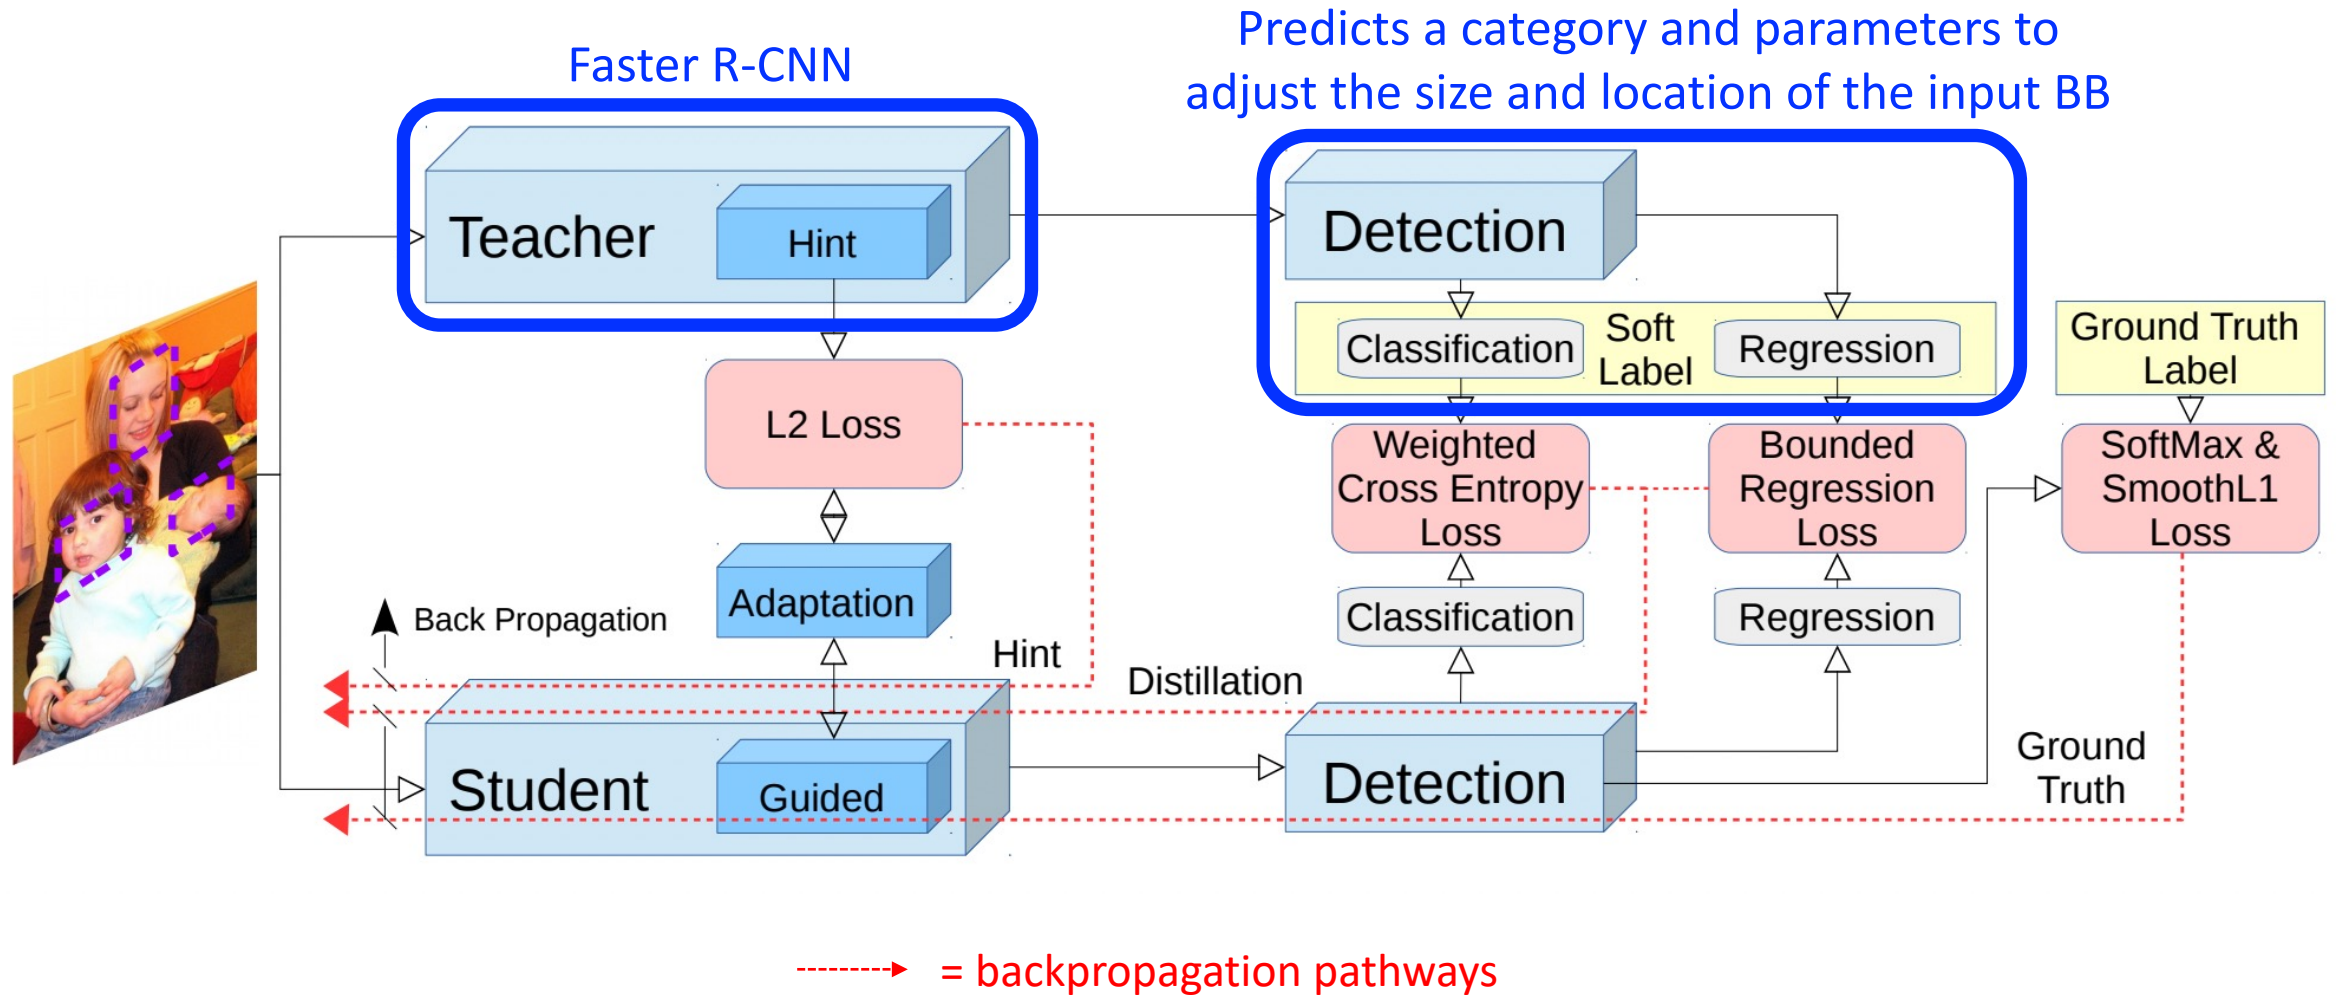 Faster R-CNN
Predicts a category and parameters to
adjust the size and location of the input BB
Teacher
Hint
Detection
Classification
Soft
Label
Regression
Ground Truth
Label
L2 Loss
Weighted
Cross Entropy
Loss
Bounded
Regression
Loss
SoftMax &
SmoothL1
Loss
Adaptation
Back Propagation
Classification
Regression
Hint
Distillation
Student
Guided
Detection
Ground
Truth
= backpropagation pathways